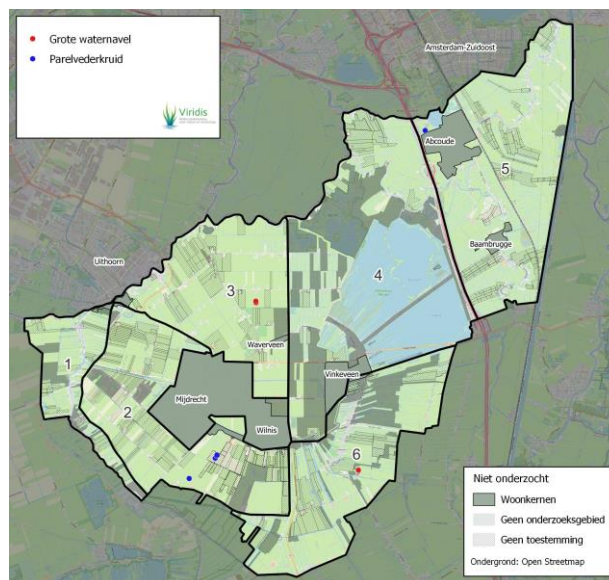 Grote waternavel
Parelvederkruid
Viridis
Amsterdam-Zuidoost
Abcoude
5
Baambrugge
Uithoorn
4
3
Waverveen
1
Vinkeveen
Mijdrecht
2
Wilnis
6
Niet onderzocht
Woonkernen
Geen onderzoeksgebied
Geen toestemming
Ondergrond: Open Streetmap